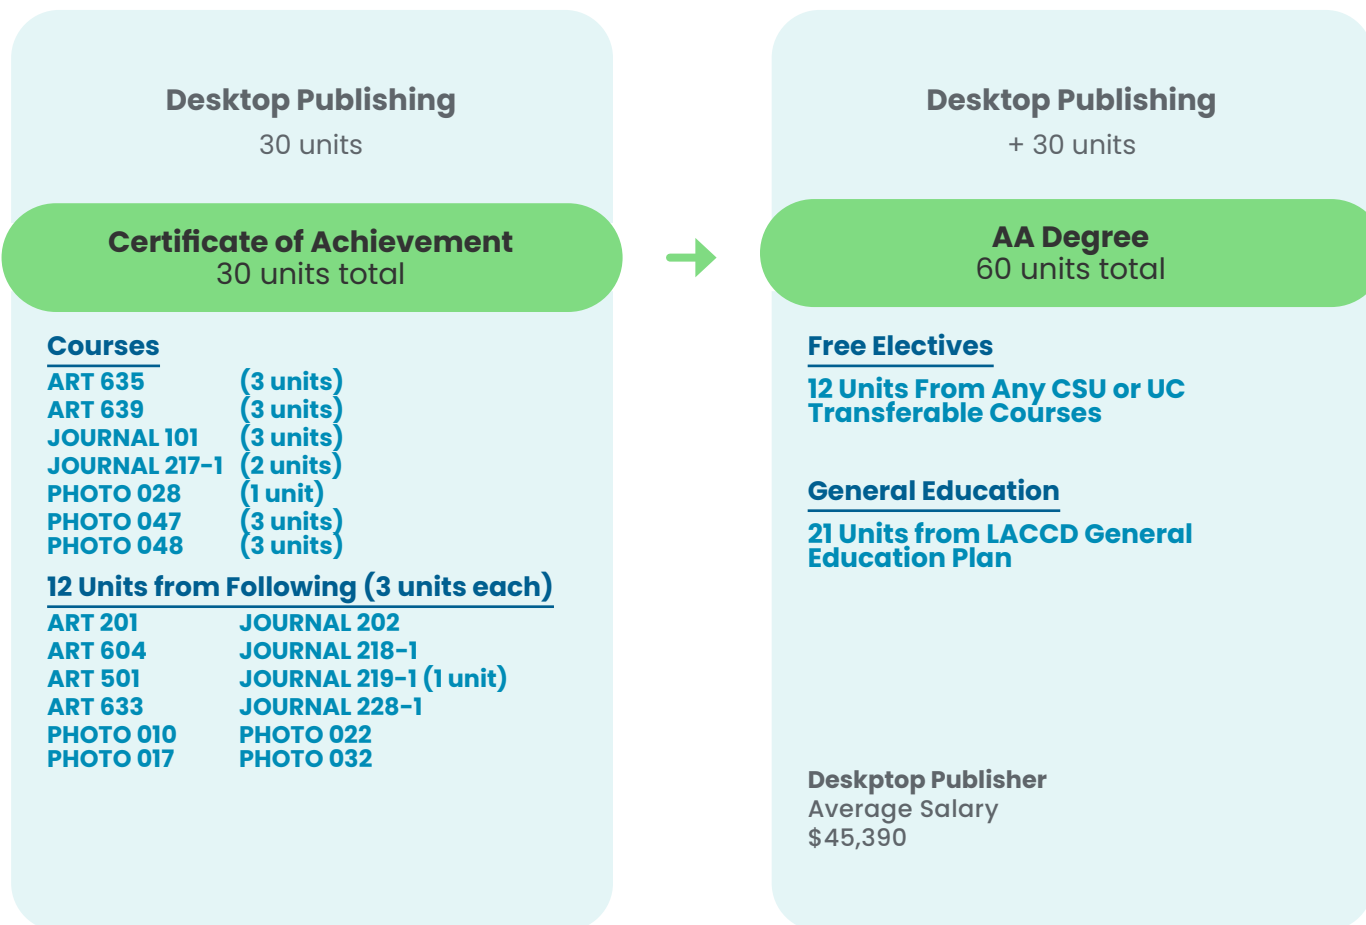 Desktop Publishing
30 units
Certificate of Achievement
30 units total
Courses
ART 635 (3 units)
ART 639 (3 units)
JOURNAL 101 (3 units)
JOURNAL 217-1 (2 units)
PHOTO 028 (1 unit)
PHOTO 047 (3 units)
PHOTO 048 (3 units)
12 Units from Following (3 units each)
ART 201 JOURNAL 202
ART 604 JOURNAL 218-1
ART 501 JOURNAL 219-1 (1 unit)
ART 633 JOURNAL 228-1
PHOTO 010 PHOTO 022
PHOTO 017 PHOTO 032
Desktop Publishing
+ 30 units
AA Degree
60 units total
Free Electives
12 Units From Any CSU or UC
Transferable Courses
General Education
21 Units from LACCD General
Education Plan
Deskptop Publisher
Average Salary
$45,390